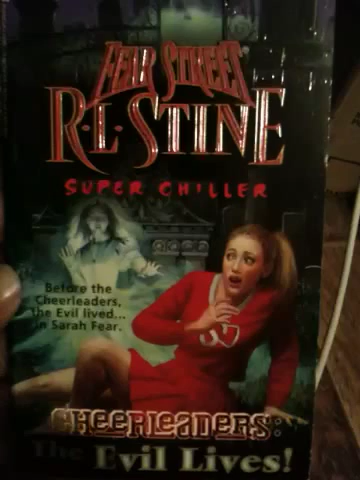 FEAR STREET
R.L. STINE
SUPER CHILLER
Before the
Cheerleaders,
the Evil lived...
in Sarah Fear.
CHEERLEADERS:
The Evil Lives!